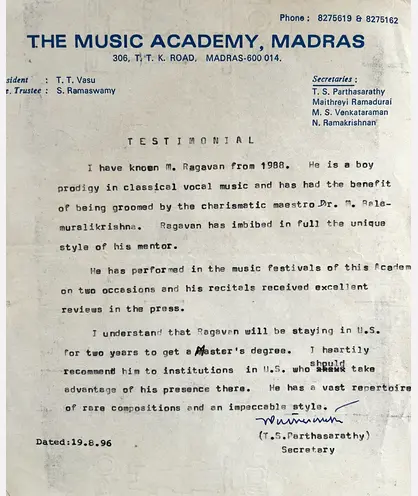 Phone : 8275619 & 8275162
THE MUSIC ACADEMY, MADRAS
306, T. T. K. ROAD, MADRAS-600 014.
esident : T. T. Vasu
e. Trustee : S. Ramaswamy
Secretaries :
T. S. Parthasarathy
Maithreyi Ramadurai
M. S. Venkataraman
N. Ramakrishnan
TESTIMONIAL
I have known M. Ragavan from 1988. He is a boy
prodigy in classical vocal music and has had the benefit
of being groomed by the charismatic maestro Dr. M. Bala-
muralikrishna. Ragavan has imbibed in full the unique
style of his mentor.
He has performed in the music festivals of this Academ
on two occasions and his recitals received excellent
reviews in the press.
I understand that Ragavan will be staying in U.S.
for two years to get a Master's degree. I heartily
recommend him to institutions in U.S. who should take
advantage of his presence there. He has a vast repertoire
of rare compositions and an impeccable style.
(T.S.Parthasarathy)
Secretary
Dated:19.8.96